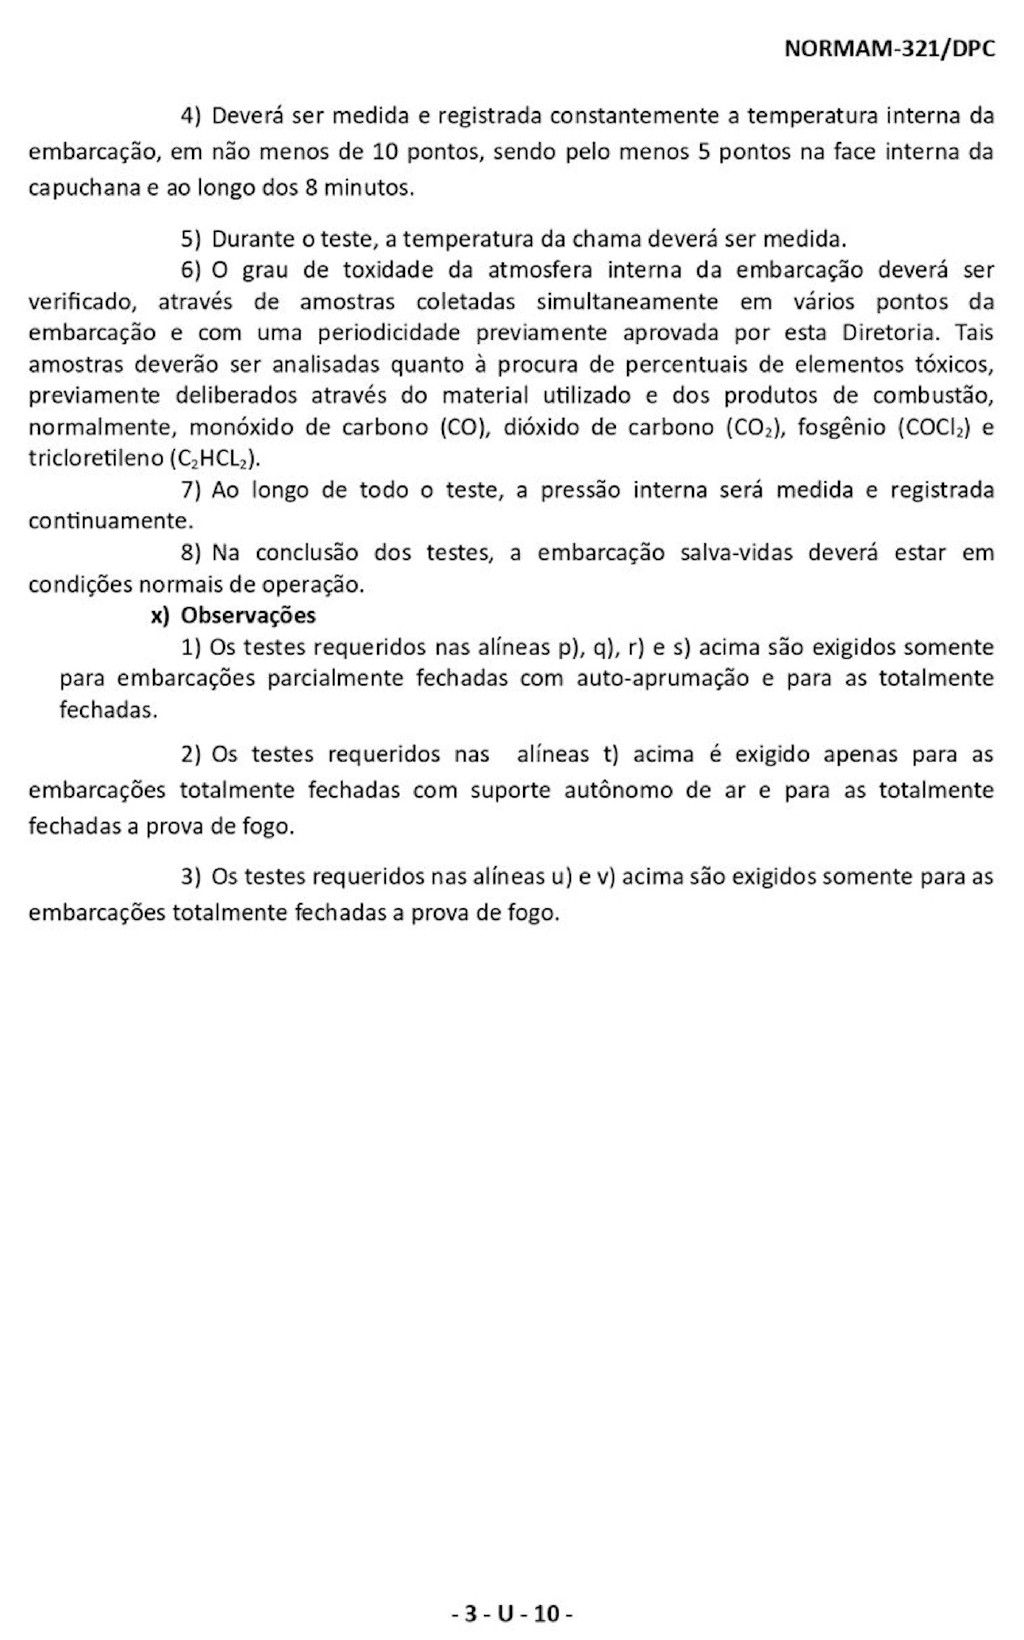 NORMAM-321/DPC
4) Deverá ser medida e registrada constantemente a temperatura interna da
embarcação, em não menos de 10 pontos, sendo pelo menos 5 pontos na face interna da
capuchana e ao longo dos 8 minutos.
5) Durante o teste, a temperatura da chama deverá ser medida.
6) O grau de toxidade da atmosfera interna da embarcação deverá ser
verificado, através de amostras coletadas simultaneamente em vários pontos da
embarcação e com uma periodicidade previamente aprovada por esta Diretoria. Tais
amostras deverão ser analisadas quanto à procura de percentuais de elementos tóxicos,
previamente deliberados através do material utilizado e dos produtos de combustão,
normalmente, monóxido de carbono (CO), dióxido de carbono (CO₂), fosgênio (COCl₂) e
tricloretileno (C₂HCL₂).
7) Ao longo de todo o teste, a pressão interna será medida e registrada
continuamente.
8) Na conclusão dos testes, a embarcação salva-vidas deverá estar em
condições normais de operação.
x) Observações
1) Os testes requeridos nas alíneas p), q), r) e s) acima são exigidos somente
para embarcações parcialmente fechadas com auto-aprumação e para as totalmente
fechadas.
2) Os testes requeridos nas alíneas t) acima é exigido apenas para as
embarcações totalmente fechadas com suporte autônomo de ar e para as totalmente
fechadas a prova de fogo.
3) Os testes requeridos nas alíneas u) e v) acima são exigidos somente para as
embarcações totalmente fechadas a prova de fogo.
- 3 - U - 10 -